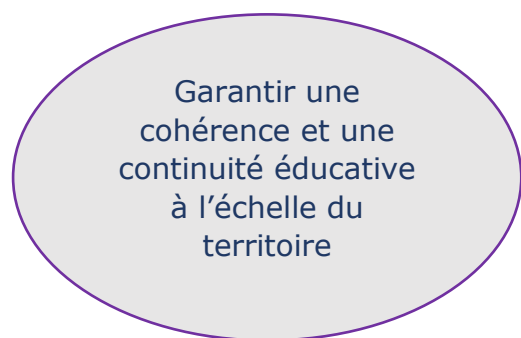 Garantir une
cohérence et une
continuité éducative
à l’échelle du
territoire